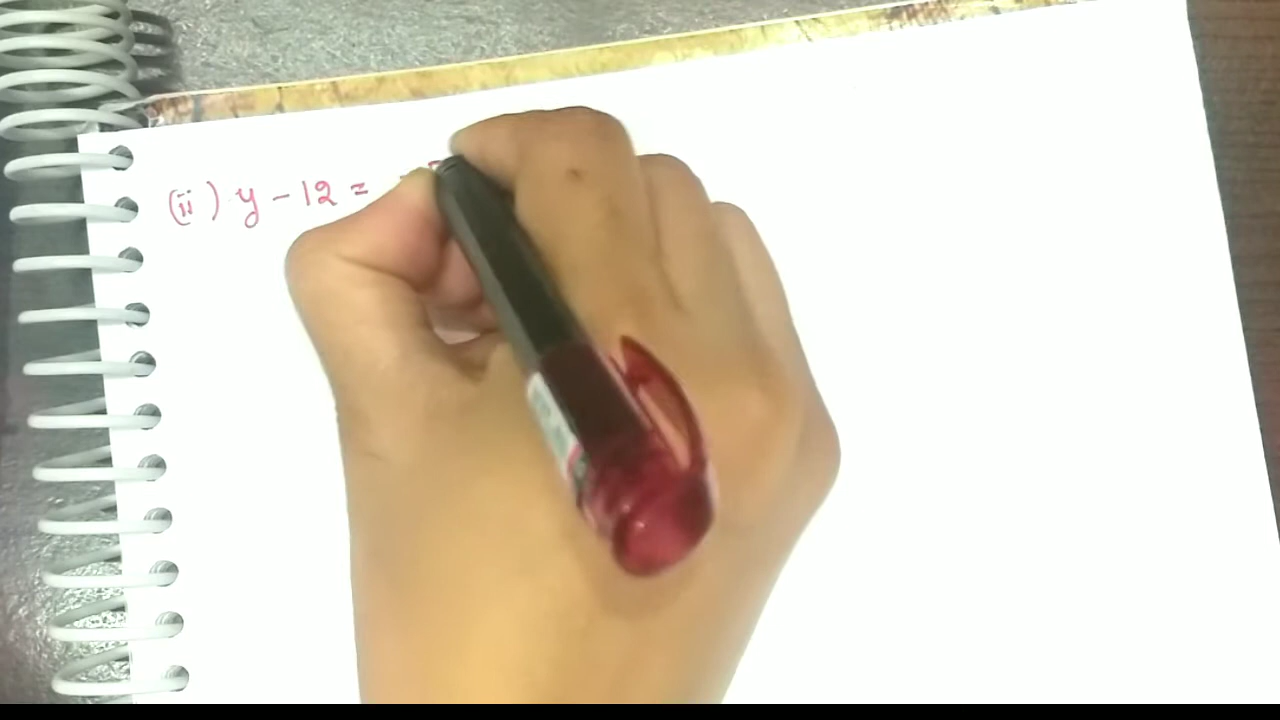 (ii) y - 12 = -